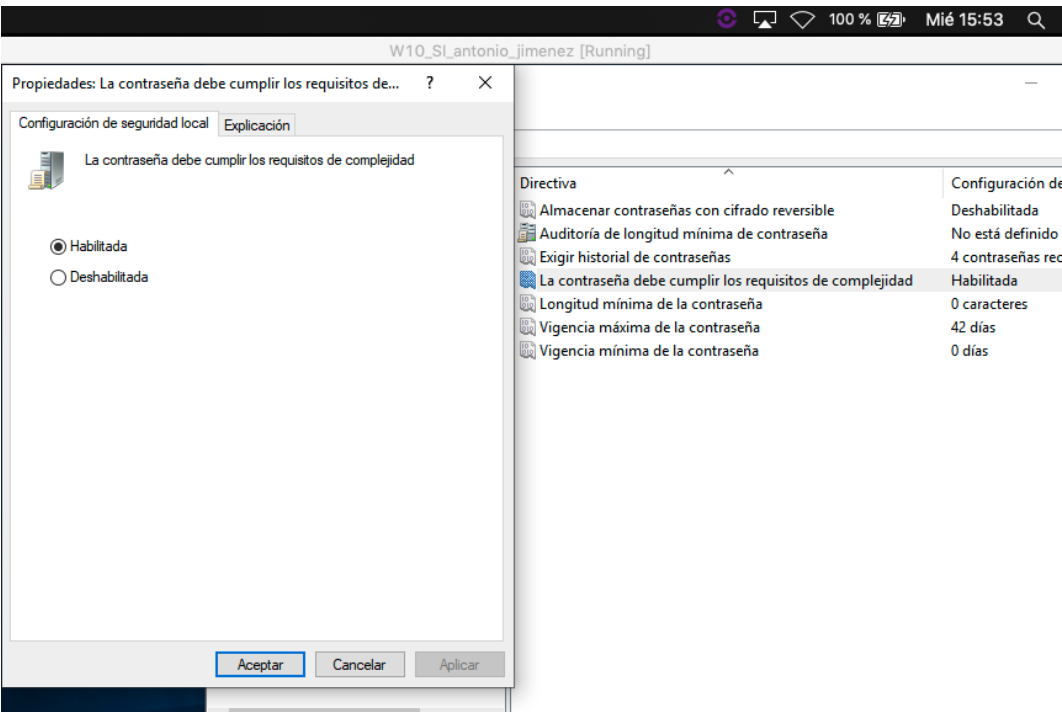 100 % Mié 15:53
W10_SI_antonio_jimenez [Running]
Propiedades: La contraseña debe cumplir los requisitos de... ?
Configuración de seguridad local Explicación
La contraseña debe cumplir los requisitos de complejidad
Habilitada
Deshabilitada
Aceptar Cancelar Aplicar
Directiva Configuración de
Almacenar contraseñas con cifrado reversible Deshabilitada
Auditoría de longitud mínima de contraseña No está definido
Exigir historial de contraseñas 4 contraseñas rec
La contraseña debe cumplir los requisitos de complejidad Habilitada
Longitud mínima de la contraseña 0 caracteres
Vigencia máxima de la contraseña 42 días
Vigencia mínima de la contraseña 0 días